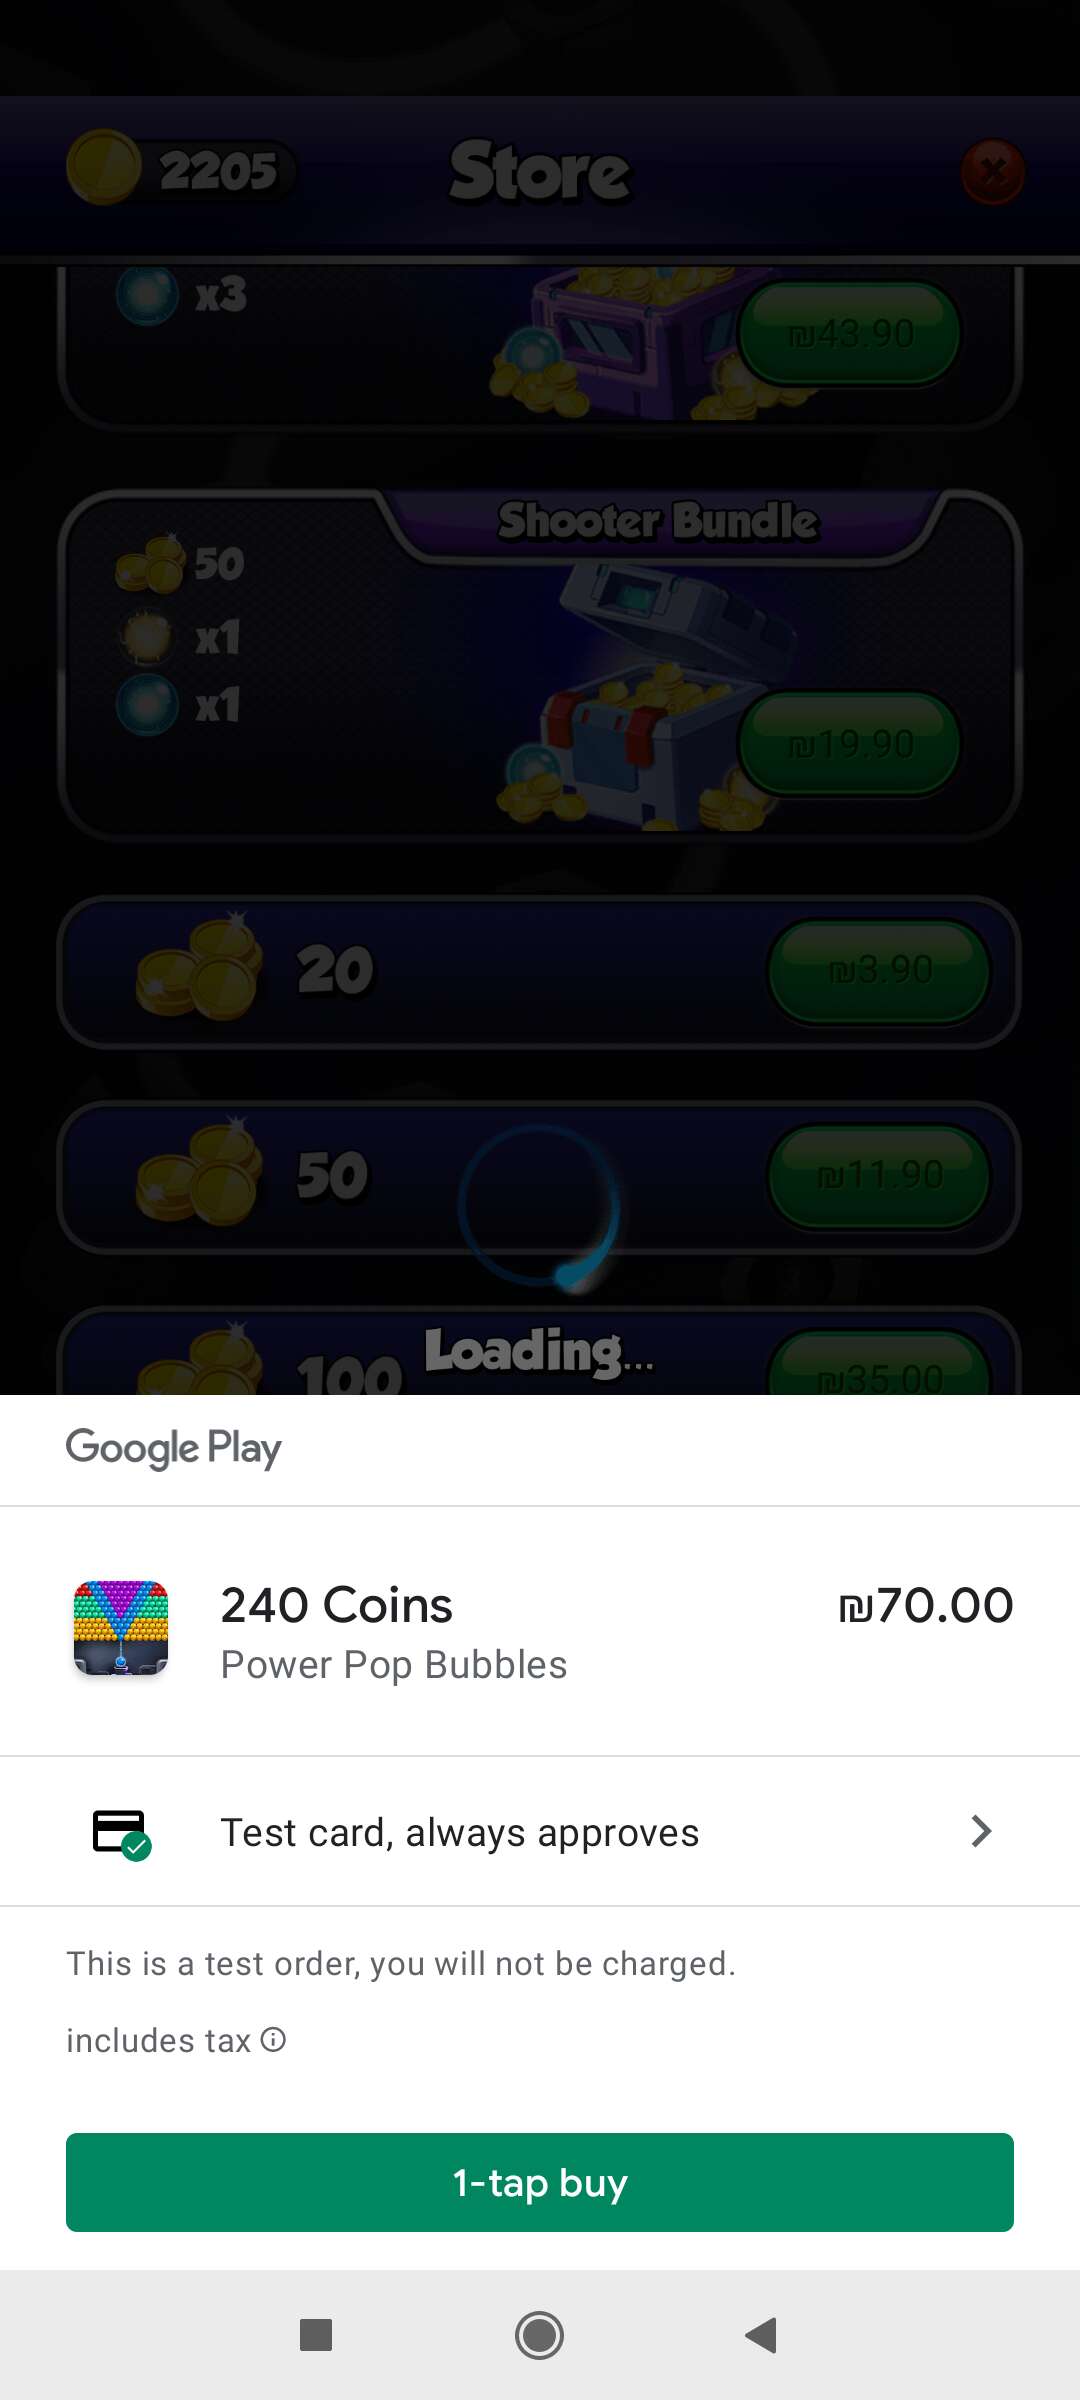 2205
Store
x3
₪43.90
Shooter Bundle
50
x1
x1
₪19.90
20
₪3.90
50
₪11.90
Loading...
100
₪35.00
Google Play
240 Coins
₪70.00
Power Pop Bubbles
Test card, always approves
This is a test order, you will not be charged.
includes tax
1-tap buy